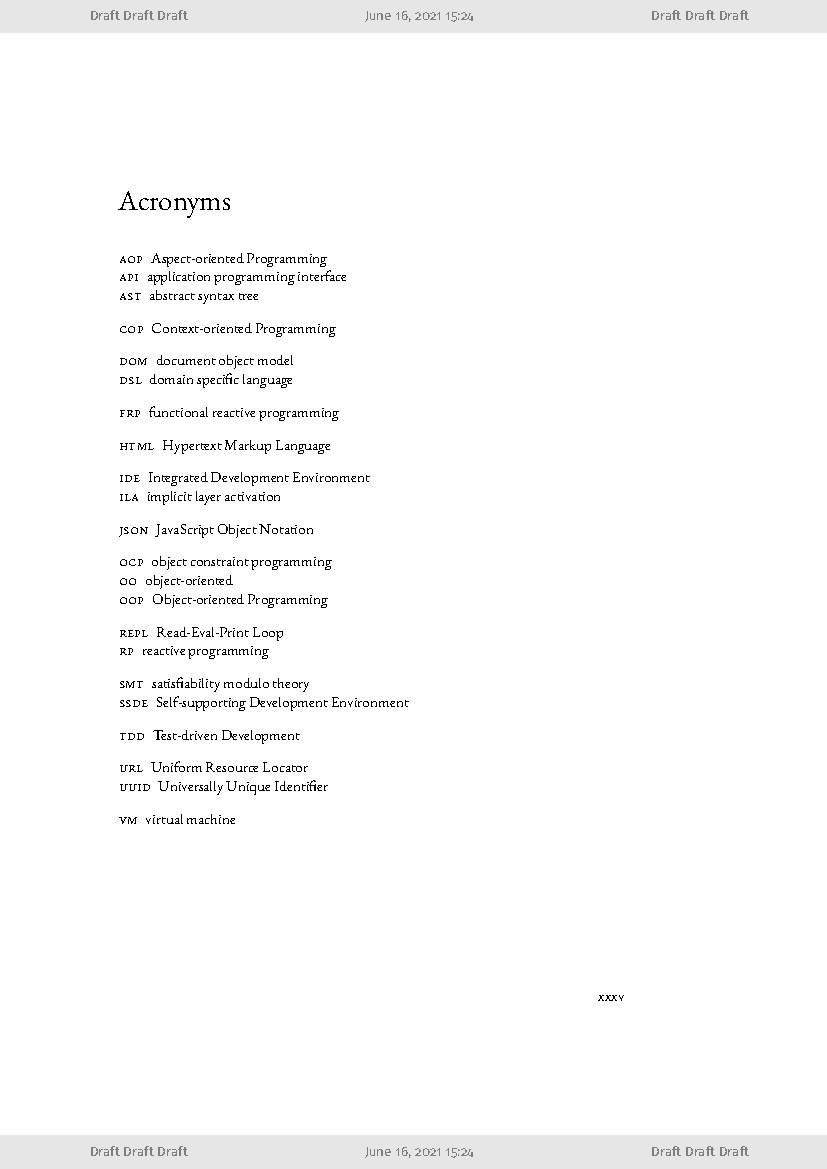 Draft Draft Draft June 16, 2021 15:24 Draft Draft Draft
Acronyms
AOP Aspect-oriented Programming
API application programming interface
AST abstract syntax tree
COP Context-oriented Programming
DOM document object model
DSL domain specific language
FRP functional reactive programming
HTML Hypertext Markup Language
IDE Integrated Development Environment
ILA implicit layer activation
JSON JavaScript Object Notation
OCP object constraint programming
OO object-oriented
OOP Object-oriented Programming
REPL Read-Eval-Print Loop
RP reactive programming
SMT satisfiability modulo theory
SSDE Self-supporting Development Environment
TDD Test-driven Development
URL Uniform Resource Locator
UUID Universally Unique Identifier
VM virtual machine
xxxv
Draft Draft Draft June 16, 2021 15:24 Draft Draft Draft